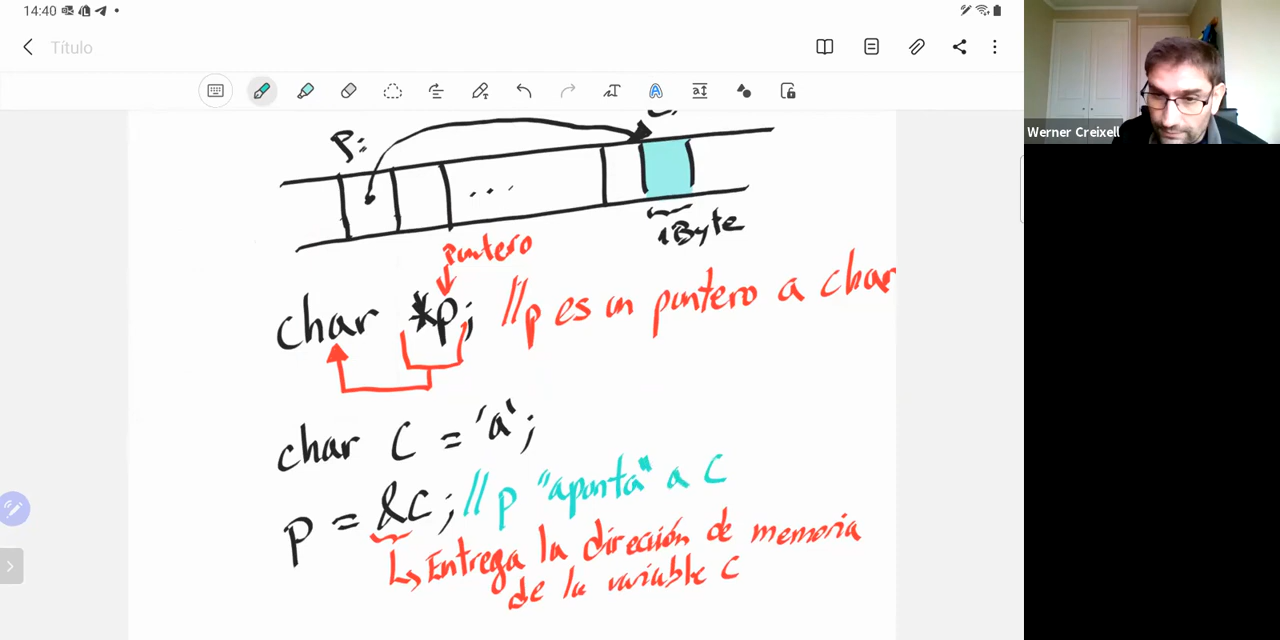 14:40
Título
Werner Creixell
P:
...
1Byte
Puntero
char *p; //p es un puntero a char
char C = 'a';
p = &C; //p "apunta" a C
↳ Entrega la dirección de memoria
de la variable C